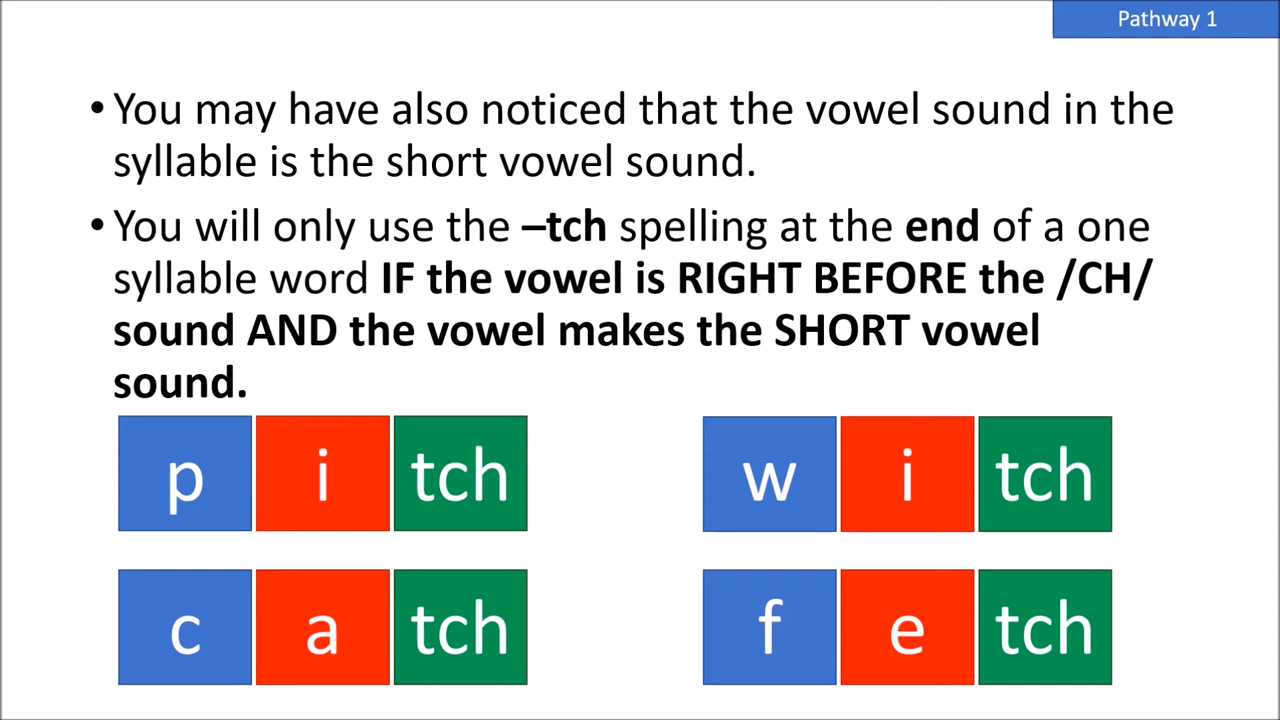 Pathway 1
• You may have also noticed that the vowel sound in the
syllable is the short vowel sound.
• You will only use the –tch spelling at the end of a one
syllable word IF the vowel is RIGHT BEFORE the /CH/
sound AND the vowel makes the SHORT vowel
sound.
p i tch w i tch
c a tch f e tch